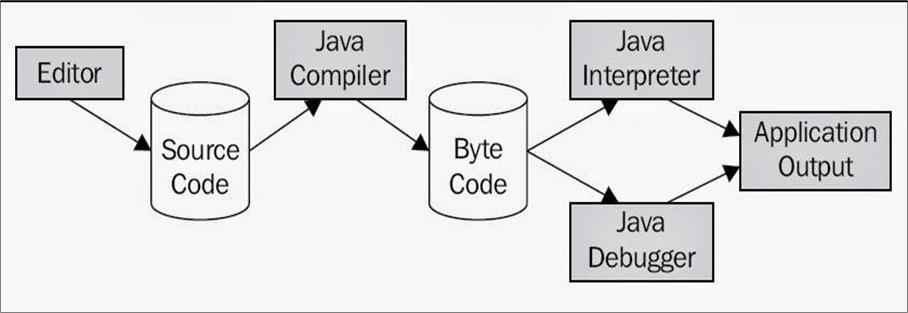 Editor
Source
Code
Java
Compiler
Byte
Code
Java
Interpreter
Java
Debugger
Application
Output